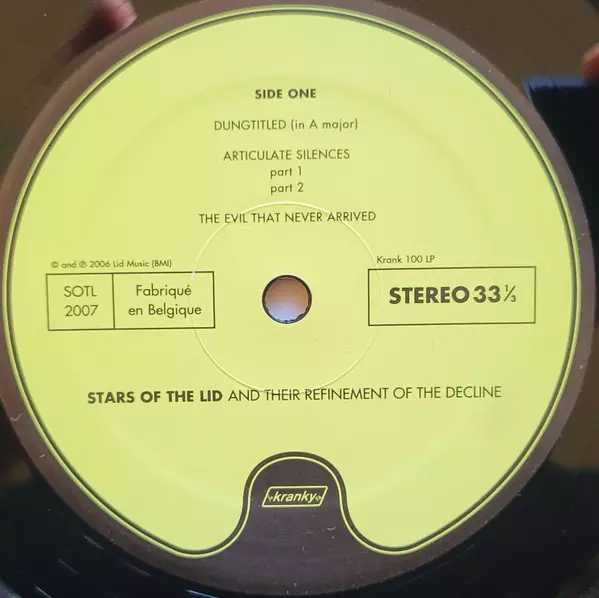 SIDE ONE
DUNGTITLED (in A major)
ARTICULATE SILENCES
part 1
part 2
THE EVIL THAT NEVER ARRIVED
© and ℗ 2006 Lid Music (BMI)
SOTL
2007
Fabriqué
en Belgique
Krank 100 LP
STEREO 33 ⅓
STARS OF THE LID AND THEIR REFINEMENT OF THE DECLINE
kranky